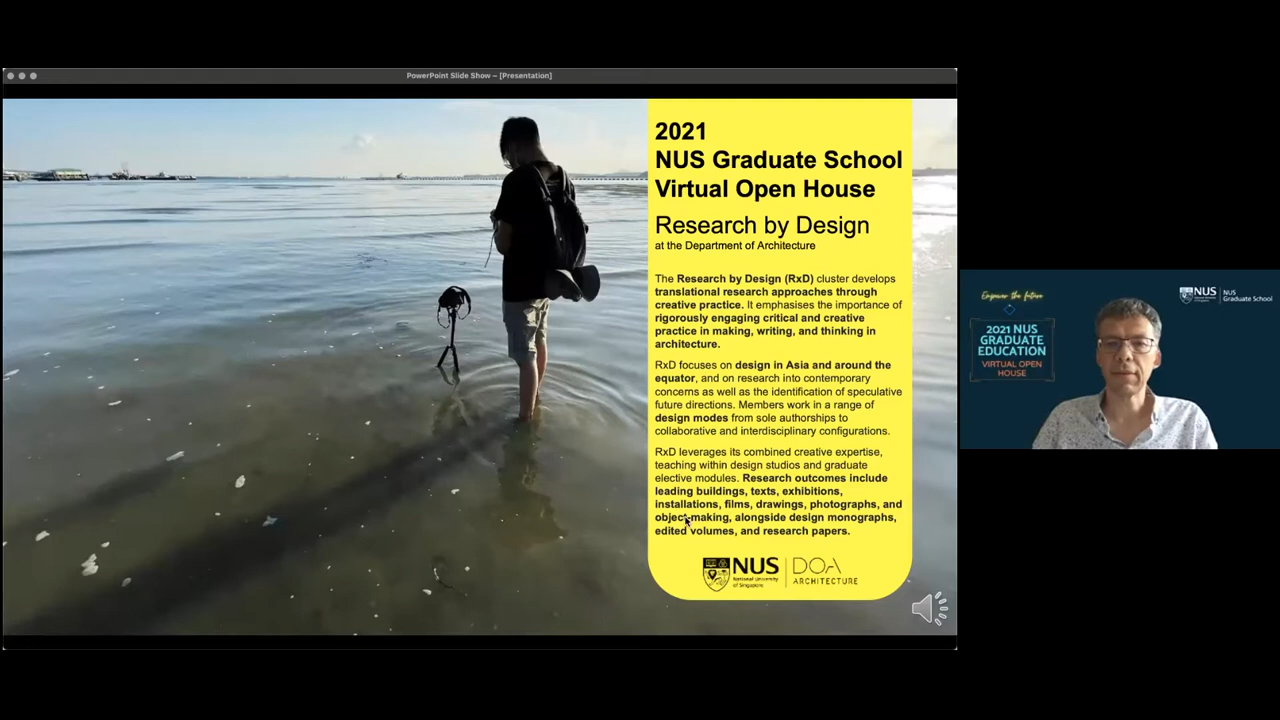 PowerPoint Slide Show – [Presentation]
2021
NUS Graduate School
Virtual Open House
Research by Design
at the Department of Architecture
The Research by Design (RxD) cluster develops
translational research approaches through
creative practice. It emphasises the importance of
rigorously engaging critical and creative
practice in making, writing, and thinking in
architecture.
RxD focuses on design in Asia and around the
equator, and on research into contemporary
concerns as well as the identification of speculative
future directions. Members work in a range of
design modes from sole authorships to
collaborative and interdisciplinary configurations.
RxD leverages its combined creative expertise,
teaching within design studios and graduate
elective modules. Research outcomes include
leading buildings, texts, exhibitions,
installations, films, drawings, photographs, and
object-making, alongside design monographs,
edited volumes, and research papers.
NUS
National University
of Singapore
DOA
ARCHITECTURE
Empower the future
2021 NUS
GRADUATE
EDUCATION
VIRTUAL OPEN
HOUSE
NUS
NUS
Graduate School